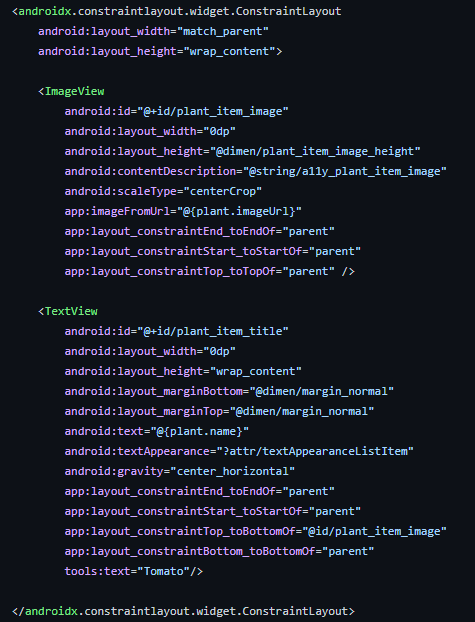 <androidx.constraintlayout.widget.ConstraintLayout
android:layout_width="match_parent"
android:layout_height="wrap_content">
<ImageView
android:id="@+id/plant_item_image"
android:layout_width="0dp"
android:layout_height="@dimen/plant_item_image_height"
android:contentDescription="@string/a11y_plant_item_image"
android:scaleType="centerCrop"
app:imageFromUrl="@{plant.imageUrl}"
app:layout_constraintEnd_toEndOf="parent"
app:layout_constraintStart_toStartOf="parent"
app:layout_constraintTop_toTopOf="parent" />
<TextView
android:id="@+id/plant_item_title"
android:layout_width="0dp"
android:layout_height="wrap_content"
android:layout_marginBottom="@dimen/margin_normal"
android:layout_marginTop="@dimen/margin_normal"
android:text="@{plant.name}"
android:textAppearance="?attr/textAppearanceListItem"
android:gravity="center_horizontal"
app:layout_constraintEnd_toEndOf="parent"
app:layout_constraintStart_toStartOf="parent"
app:layout_constraintTop_toBottomOf="@id/plant_item_image"
app:layout_constraintBottom_toBottomOf="parent"
tools:text="Tomato"/>
</androidx.constraintlayout.widget.ConstraintLayout>